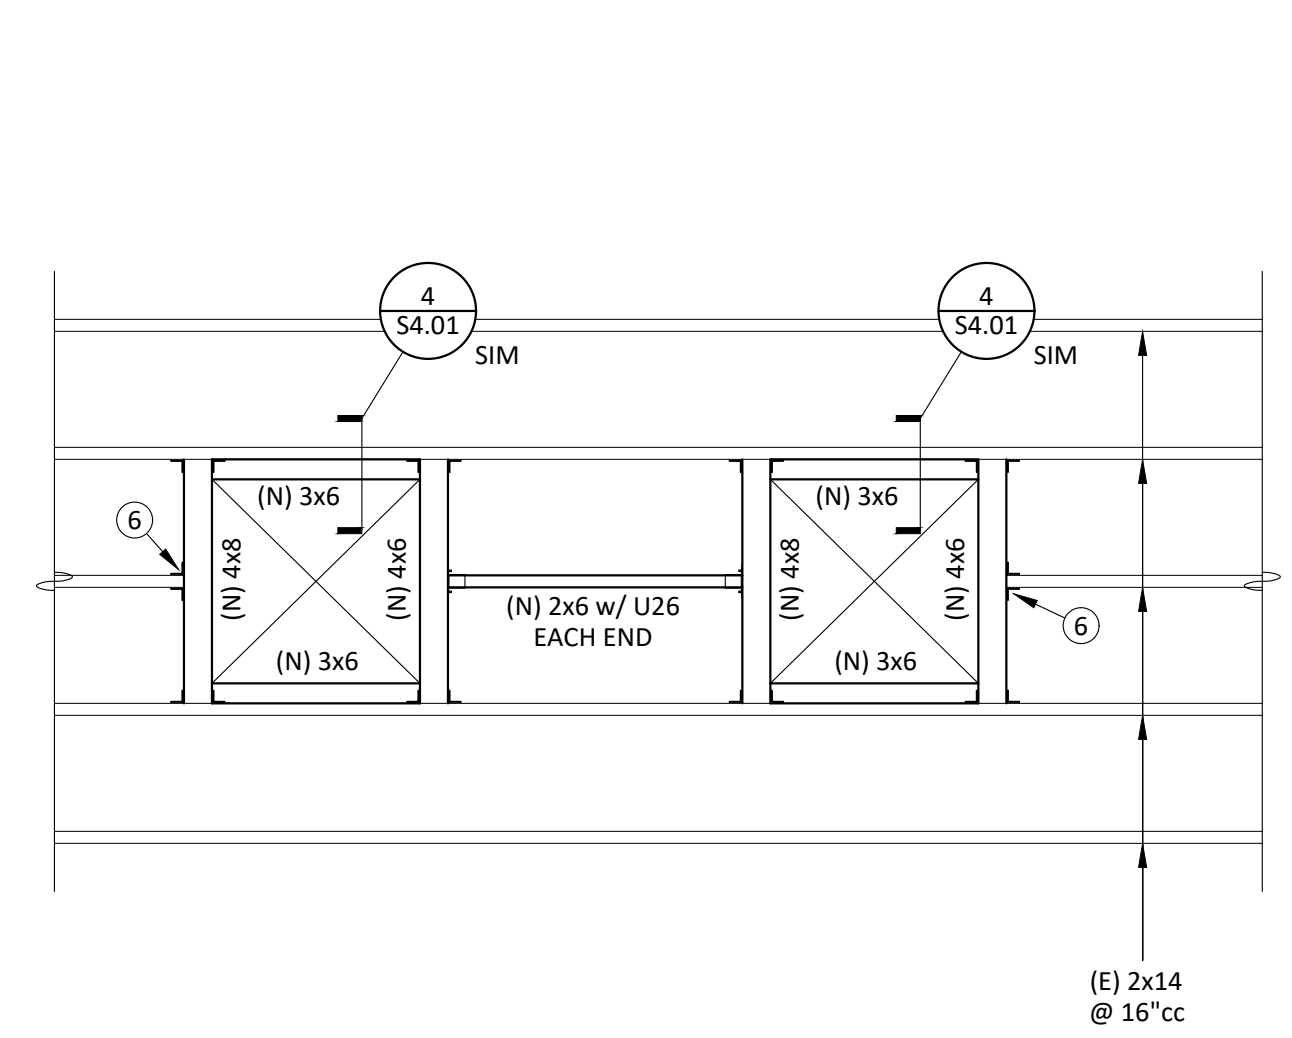 4
S4.01
SIM
4
S4.01
SIM
(N) 3x6
(N) 3x6
6
(N) 4x8
(N) 4x6
(N) 4x8
(N) 4x6
(N) 2x6 w/ U26
EACH END
6
(N) 3x6
(N) 3x6
(E) 2x14
@ 16"cc